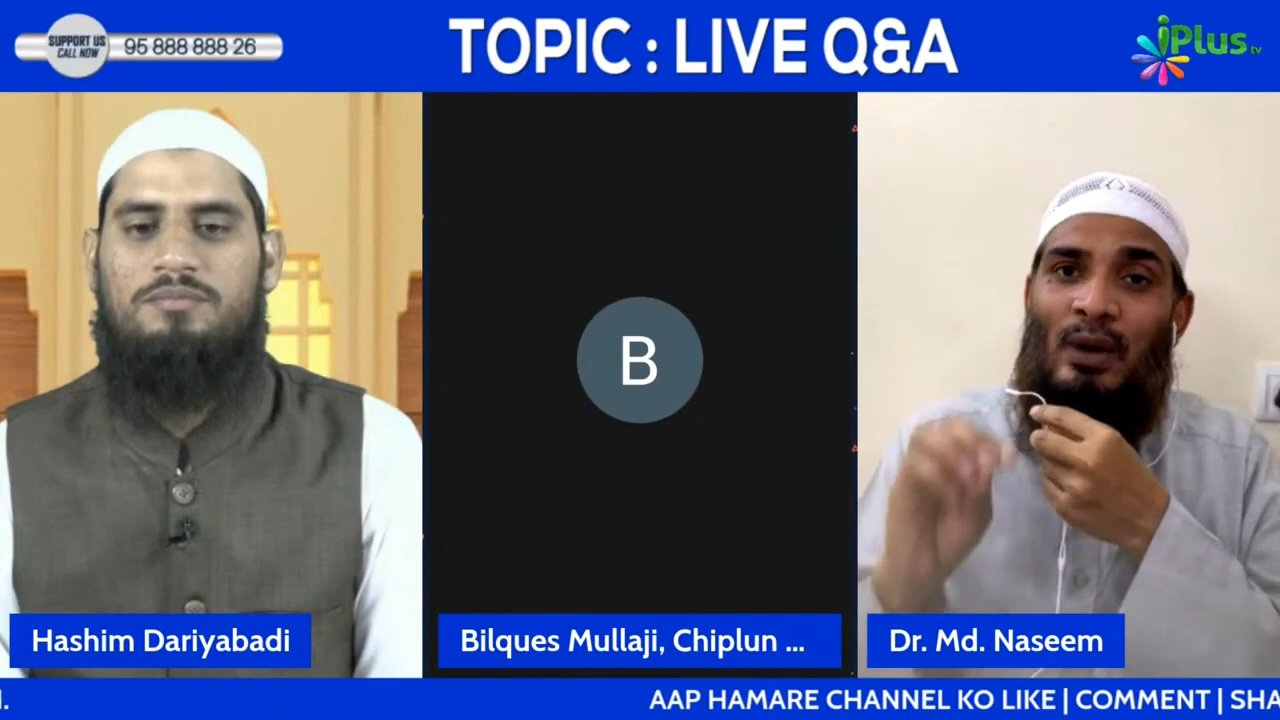 SUPPORT US
CALL NOW
95 888 888 26
TOPIC : LIVE Q&A
iPlus tv
B
Hashim Dariyabadi
Bilques Mullaji, Chiplun ...
Dr. Md. Naseem
AAP HAMARE CHANNEL KO LIKE | COMMENT | SHA